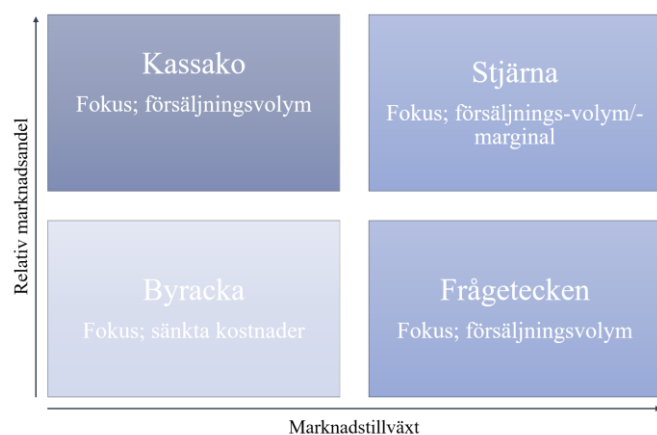 Kassako
Fokus; försäljningsvolym
Stjärna
Fokus; försäljnings-volym/-
marginal
Relativ marknadsandel
Byracka
Fokus; sänkta kostnader
Frågetecken
Fokus; försäljningsvolym
Marknadstillväxt